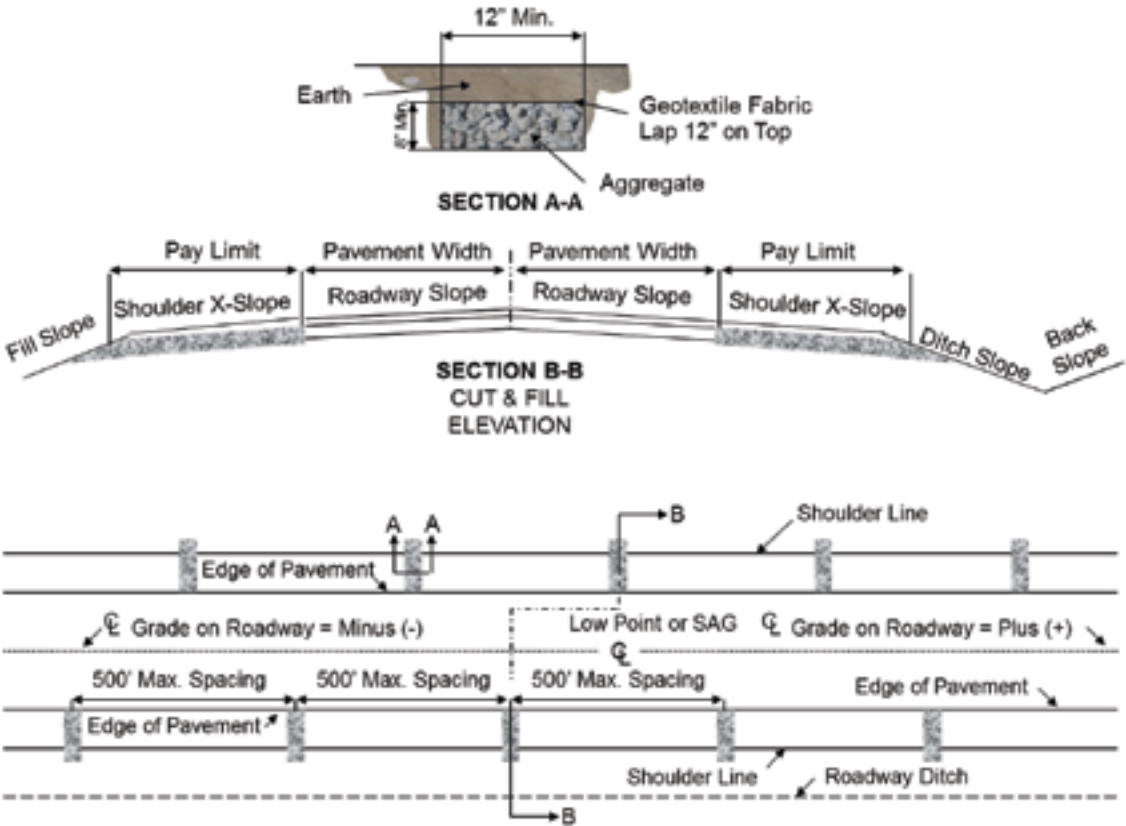 12" Min.
Earth
8" Min.
Geotextile Fabric
Lap 12" on Top
Aggregate
SECTION A-A
Pay Limit
Pavement Width
Pavement Width
Pay Limit
Fill Slope
Shoulder X-Slope
Roadway Slope
Roadway Slope
Shoulder X-Slope
Ditch Slope
Back
Slope
SECTION B-B
CUT & FILL
ELEVATION
A A
B
Shoulder Line
Edge of Pavement
℄ Grade on Roadway = Minus (-)
Low Point or SAG
℄ Grade on Roadway = Plus (+)
℄
500' Max. Spacing
500' Max. Spacing
500' Max. Spacing
Edge of Pavement
Edge of Pavement
Shoulder Line
Roadway Ditch
B